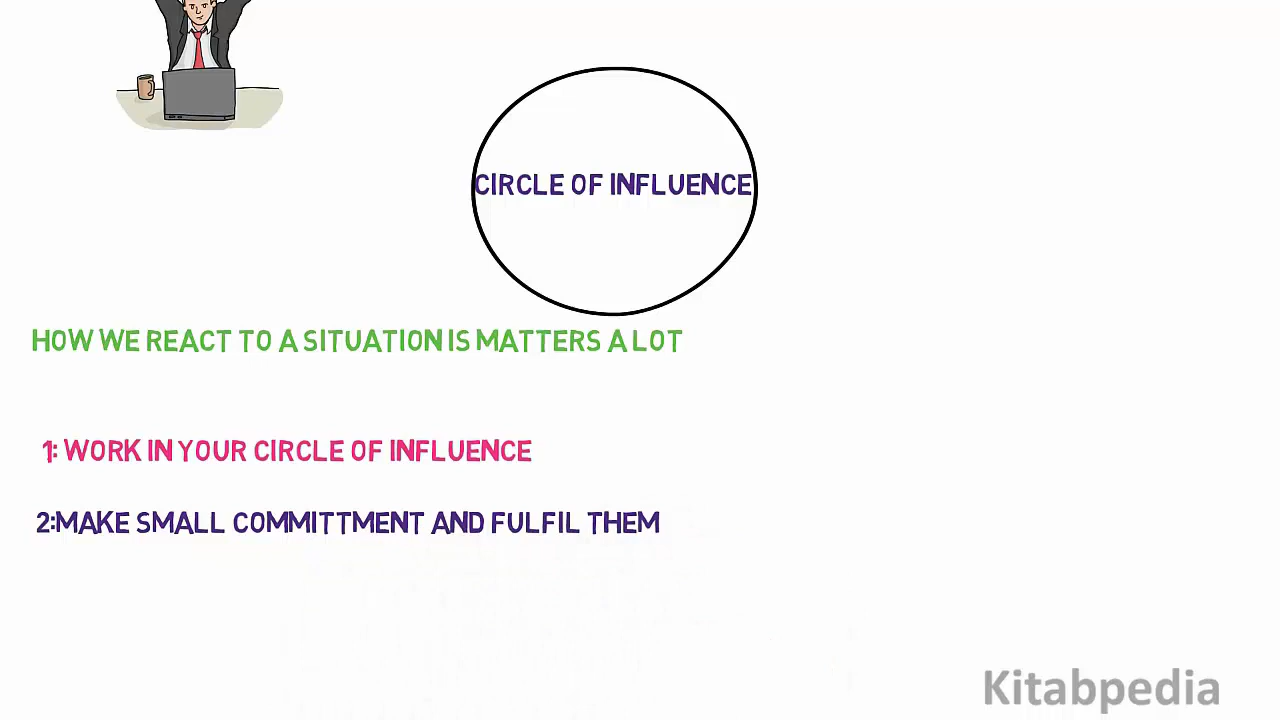 CIRCLE OF INFLUENCE
HOW WE REACT TO A SITUATION IS MATTERS A LOT
1: WORK IN YOUR CIRCLE OF INFLUENCE
2:MAKE SMALL COMMITTMENT AND FULFIL THEM
Kitabpedia